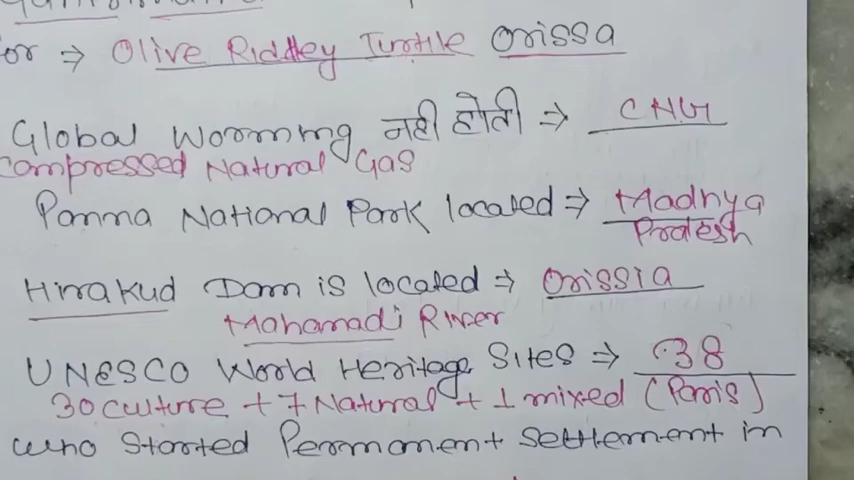 for ⇒ Olive Riddley Turtile Orissa
Global Worming नही होती ⇒ CNG
Compressed Natural Gas
Panna National Park located ⇒ Madhya
Pradesh
Hirakud Dam is located ⇒ Orissia
Mahanadi River
UNESCO World Heritage Sites ⇒ 38
30 culture + 7 Natural + 1 mixed (Paris)
who Started Permanent Settlement in